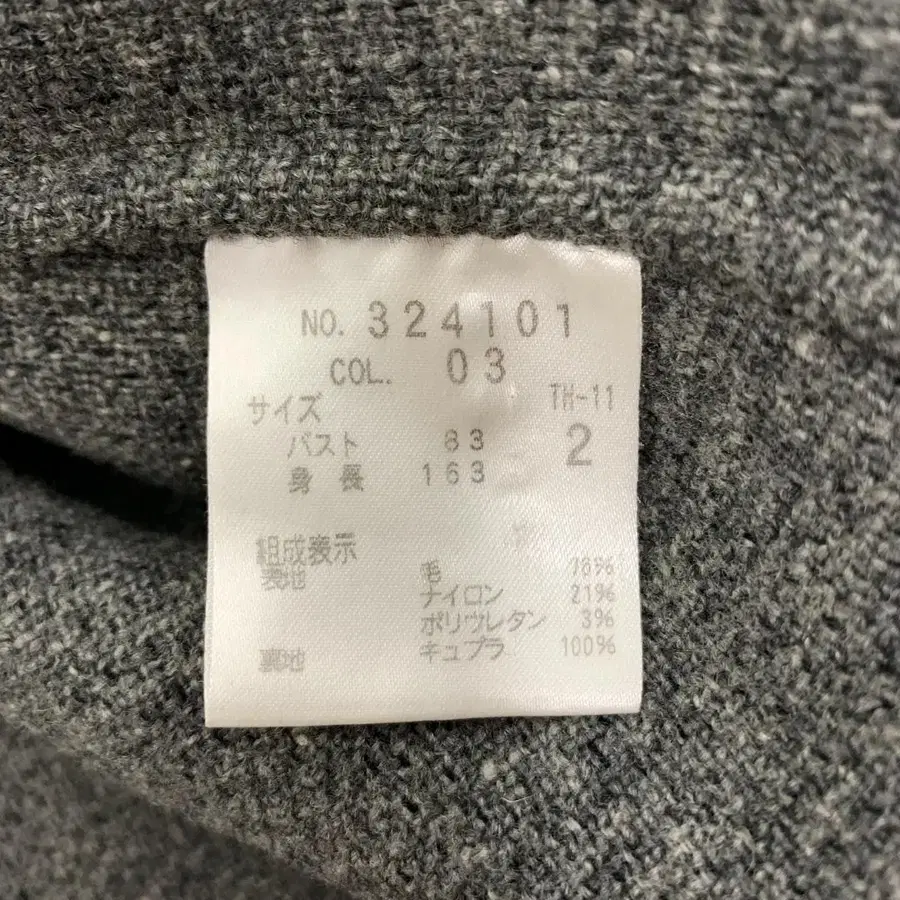 NO. 324101
COL. 03
サイズ TH-11
バスト 83 2
身長 163
組成表示
表地 毛 76%
ナイロン 21%
ポリウレタン 3%
裏地 キュプラ 100%